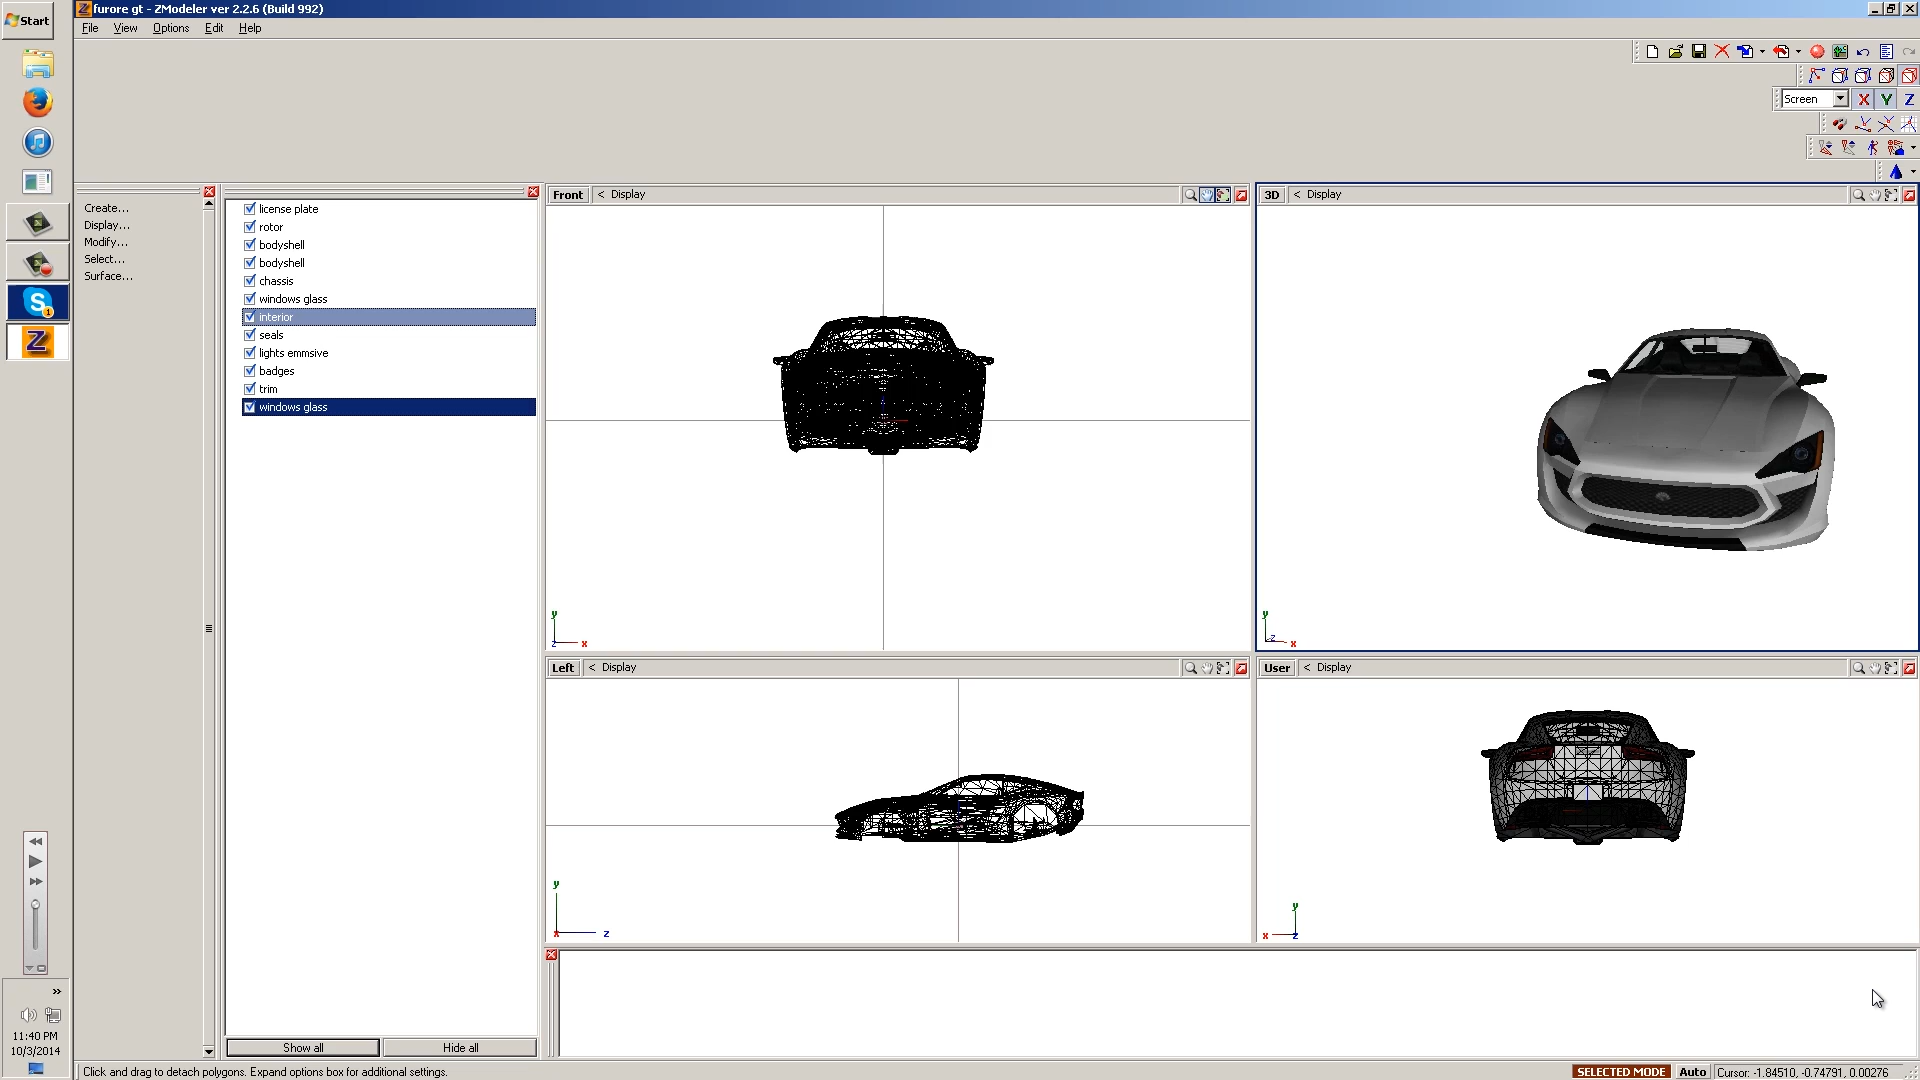 Start
furore gt - ZModeler ver 2.2.6 (Build 992)
File View Options Edit Help
Screen X Y Z
Create...
Display...
Modify...
Select...
Surface...
license plate
rotor
bodyshell
bodyshell
chassis
windows glass
interior
seals
lights emmsive
badges
trim
windows glass
Show all
Hide all
Front < Display
y
z x
3D < Display
y
z
x
Left < Display
y
x z
User < Display
y
x z
S
1
Z
11:40 PM
10/3/2014
Click and drag to detach polygons. Expand options box for additional settings.
SELECTED MODE Auto Cursor: -1.84510, -0.74791, 0.00276